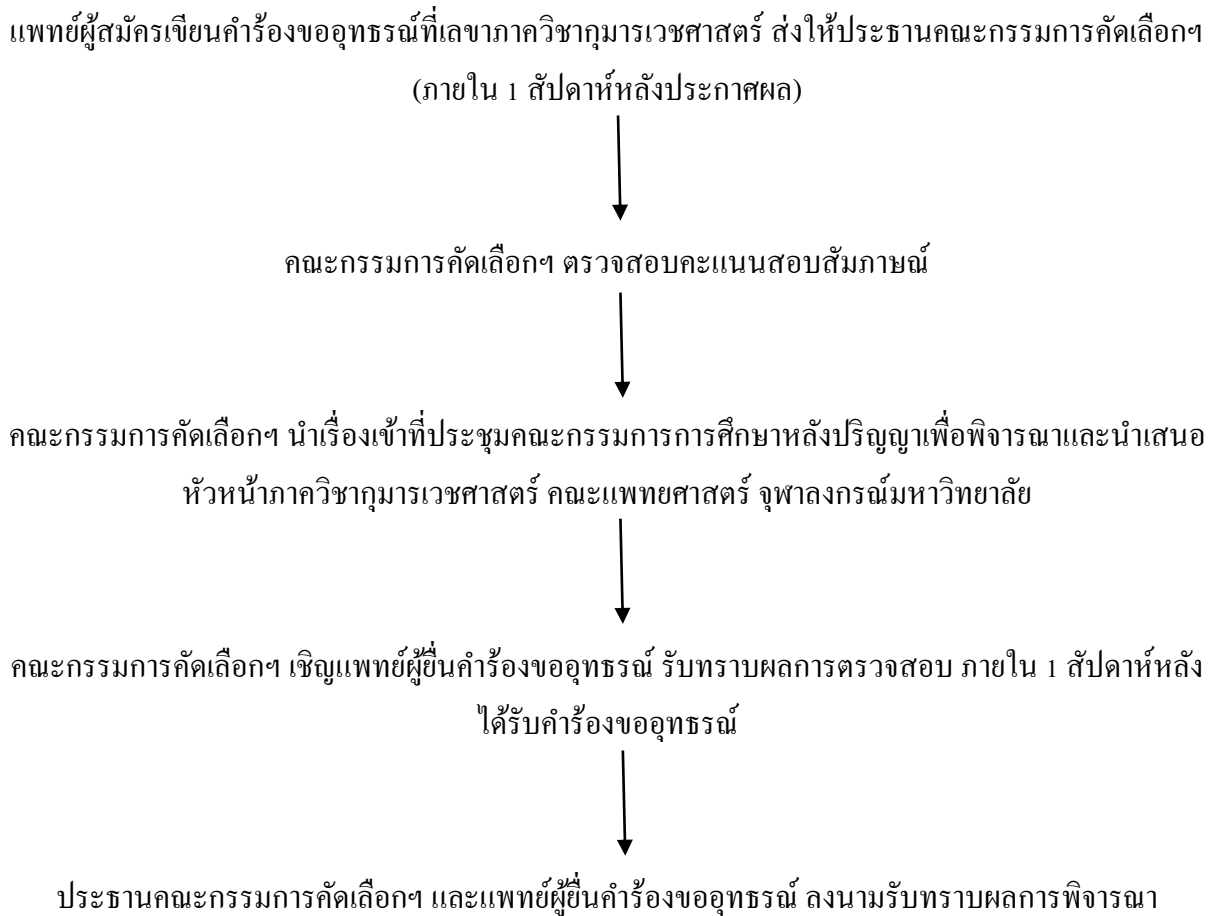 แพทย์ผู้สมัครเขียนคำร้องขออุทธรณ์ที่เลขาภาควิชากุมารเวชศาสตร์ ส่งให้ประธานคณะกรรมการคัดเลือกฯ
(ภายใน 1 สัปดาห์หลังประกาศผล)
คณะกรรมการคัดเลือกฯ ตรวจสอบคะแนนสอบสัมภาษณ์
คณะกรรมการคัดเลือกฯ นำเรื่องเข้าที่ประชุมคณะกรรมการการศึกษาหลังปริญญาเพื่อพิจารณาและนำเสนอ
หัวหน้าภาควิชากุมารเวชศาสตร์ คณะแพทยศาสตร์ จุฬาลงกรณ์มหาวิทยาลัย
คณะกรรมการคัดเลือกฯ เชิญแพทย์ผู้ยื่นคำร้องขออุทธรณ์ รับทราบผลการตรวจสอบ ภายใน 1 สัปดาห์หลัง
ได้รับคำร้องขออุทธรณ์
ประธานคณะกรรมการคัดเลือกฯ และแพทย์ผู้ยื่นคำร้องขออุทธรณ์ ลงนามรับทราบผลการพิจารณา